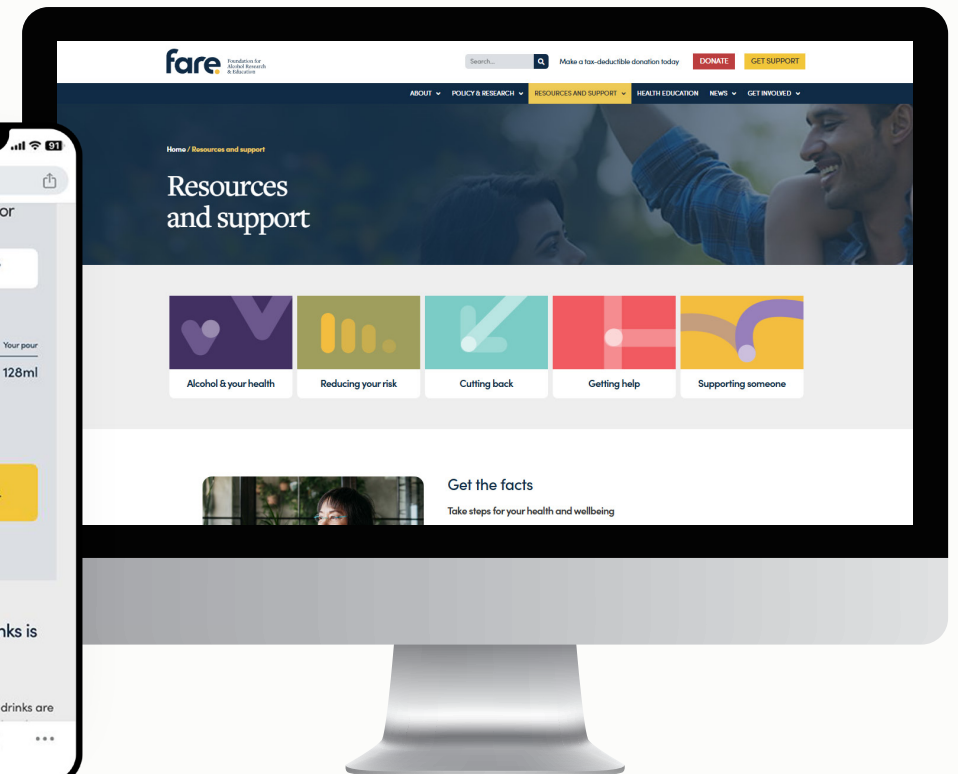 fare
Foundation for
Alcohol Research
& Education
Search...
Make a tax-deductible donation today
DONATE
GET SUPPORT
ABOUT
POLICY & RESEARCH
RESOURCES AND SUPPORT
HEALTH EDUCATION
NEWS
GET INVOLVED
Home / Resources and support
Resources
and support
Alcohol & your health
Reducing your risk
Cutting back
Getting help
Supporting someone
Get the facts
Take steps for your health and wellbeing
91
or
Your pour
128ml
is
drinks are